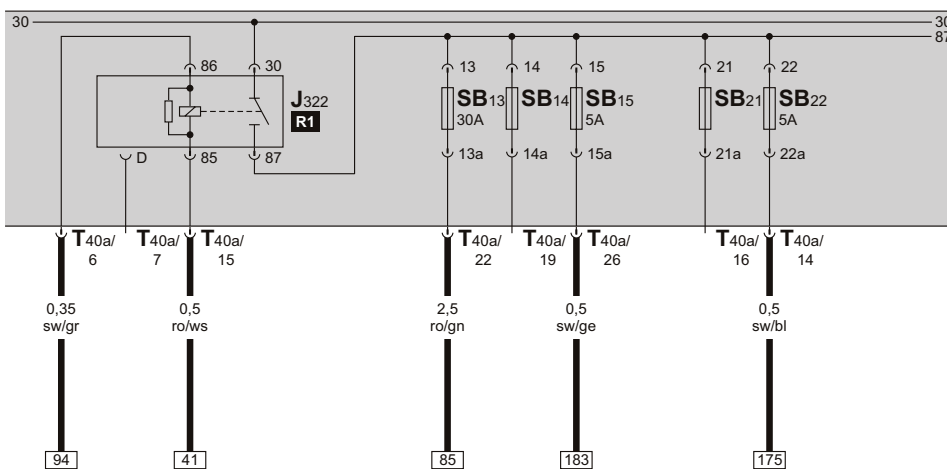 30 30
87
86 30 13 14 15 21 22
J322 SB13 SB14 SB15 SB21 SB22
R1 30A 5A 5A
D 85 87 13a 14a 15a 21a 22a
T40a/ T40a/ T40a/ T40a/ T40a/ T40a/ T40a/ T40a/
6 7 15 22 19 26 16 14
0,35 0,5 2,5 0,5 0,5
sw/gr ro/ws ro/gn sw/ge sw/bl
94 41 85 183 175